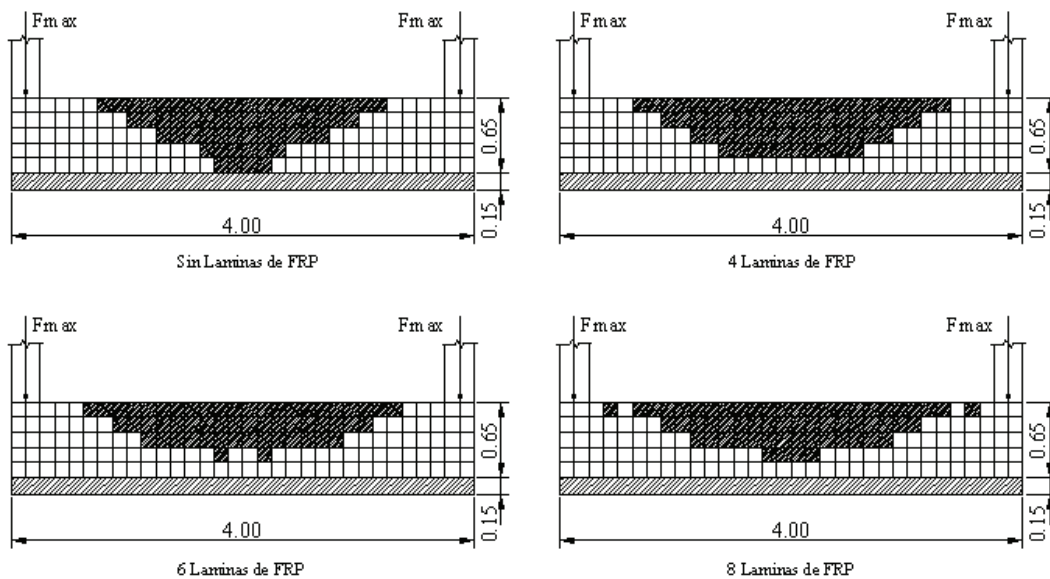 Fmax
Fmax
0.65
0.15
4.00
Sin Laminas de FRP
Fmax
Fmax
0.65
0.15
4.00
4 Laminas de FRP
Fmax
Fmax
0.65
0.15
4.00
6 Laminas de FRP
Fmax
Fmax
0.65
0.15
4.00
8 Laminas de FRP